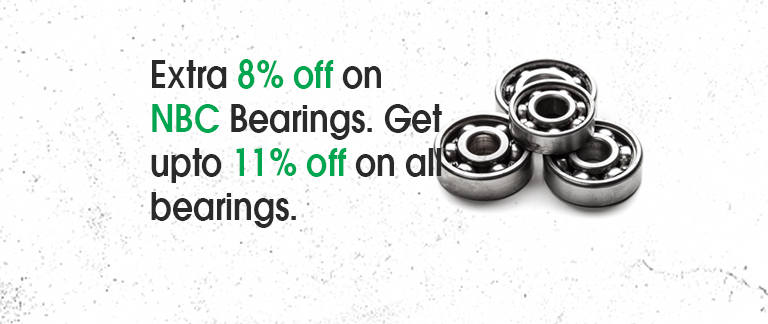 Extra 8% off on
NBC Bearings. Get
upto 11% off on all
bearings.